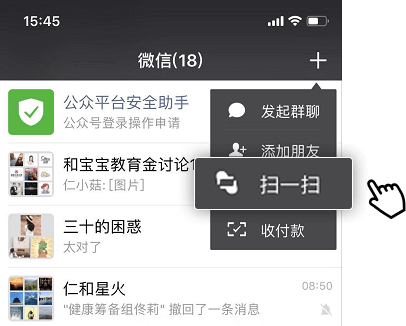 15:45
微信(18)
公众平台安全助手
公众号登录操作申请
发起群聊
添加朋友
和宝宝教育金讨论1
仁小菇: [图片]
扫一扫
三十的困惑
太对了
收付款
仁和星火
08:50
"健康筹备组佟莉" 撤回了一条消息